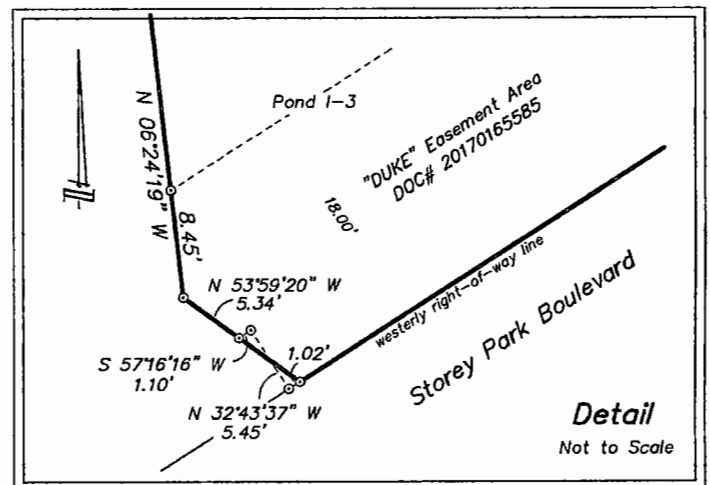 Pond I-3
"DUKE" Easement Area
DOC# 20170165585
N 06°24'19" W
8.45'
18.00'
N 53°59'20" W
5.34'
westerly right-of-way line
Storey Park Boulevard
S 57°16'16" W
1.10'
1.02'
N 32°43'37" W
5.45'
Detail
Not to Scale